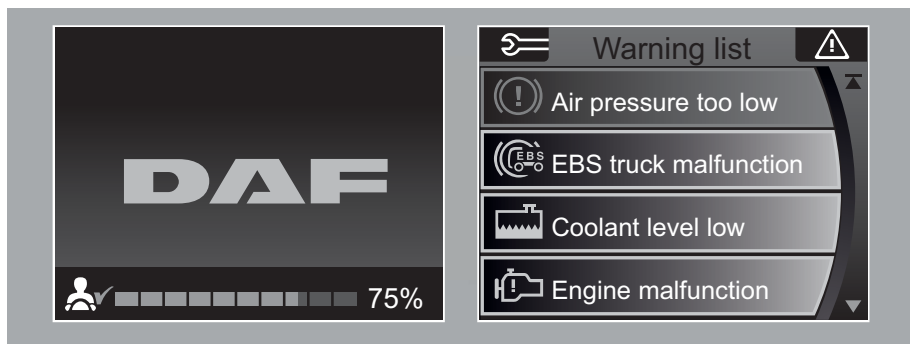 DAF
75%
Warning list
Air pressure too low
EBS
EBS truck malfunction
Coolant level low
Engine malfunction